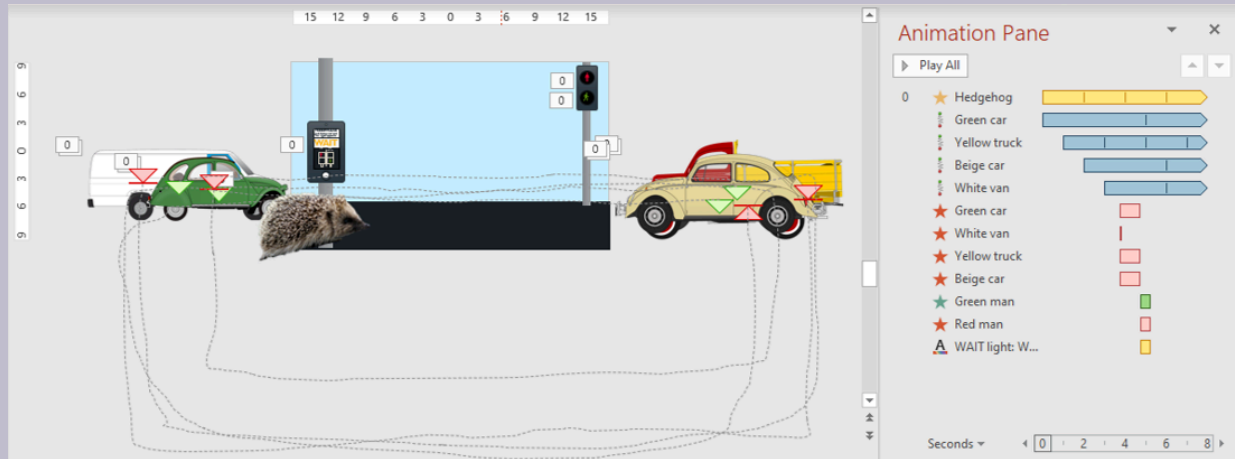 15 12 9 6 3 0 3 6 9 12 15
9
6
3
0
3
6
9
0
0
0
0
0
0
WAIT
Animation Pane
Play All
0 Hedgehog
Green car
Yellow truck
Beige car
White van
Green car
White van
Yellow truck
Beige car
Green man
Red man
WAIT light: W...
Seconds 0 2 4 6 8